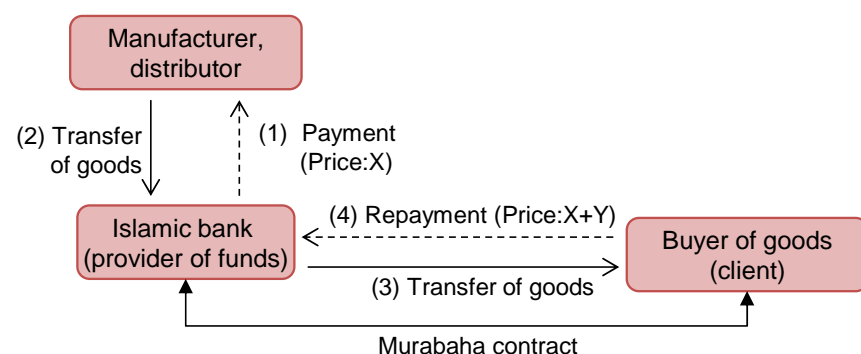 Manufacturer,
distributor
(2) Transfer
of goods
(1) Payment
(Price:X)
(4) Repayment (Price:X+Y)
Islamic bank
(provider of funds)
Buyer of goods
(client)
(3) Transfer of goods
Murabaha contract